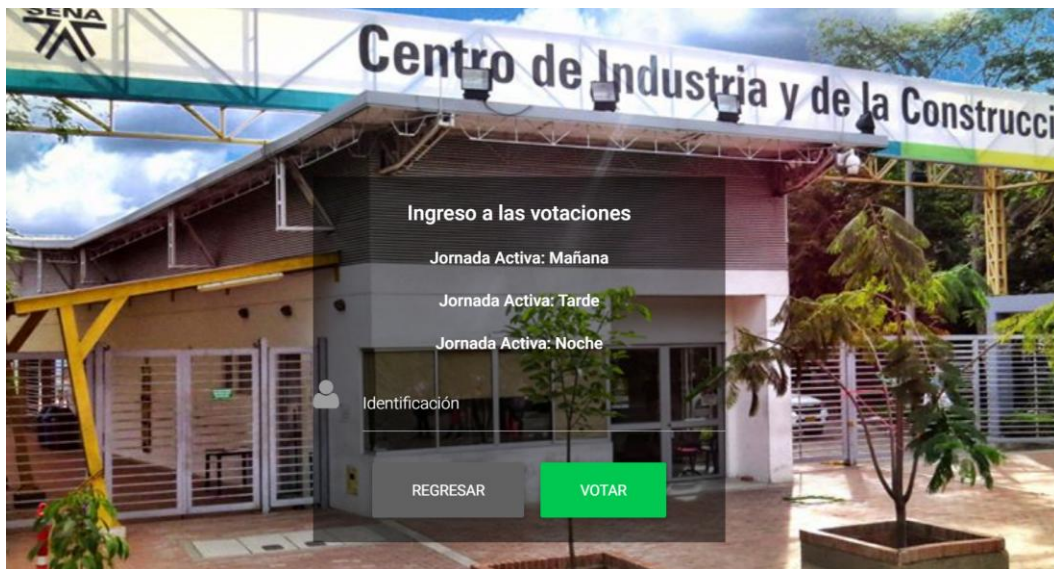 SENA
Centro de Industria y de la Construcci
Ingreso a las votaciones
Jornada Activa: Mañana
Jornada Activa: Tarde
Jornada Activa: Noche
Identificación
REGRESAR VOTAR